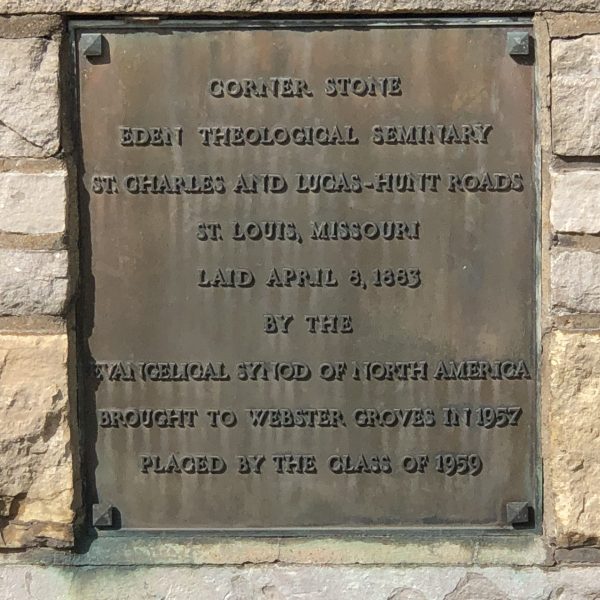 CORNER STONE
EDEN THEOLOGICAL SEMINARY
ST. CHARLES AND LUCAS-HUNT ROADS
ST. LOUIS, MISSOURI
LAID APRIL 8, 1883
BY THE
EVANGELICAL SYNOD OF NORTH AMERICA
BROUGHT TO WEBSTER GROVES IN 1957
PLACED BY THE CLASS OF 1959